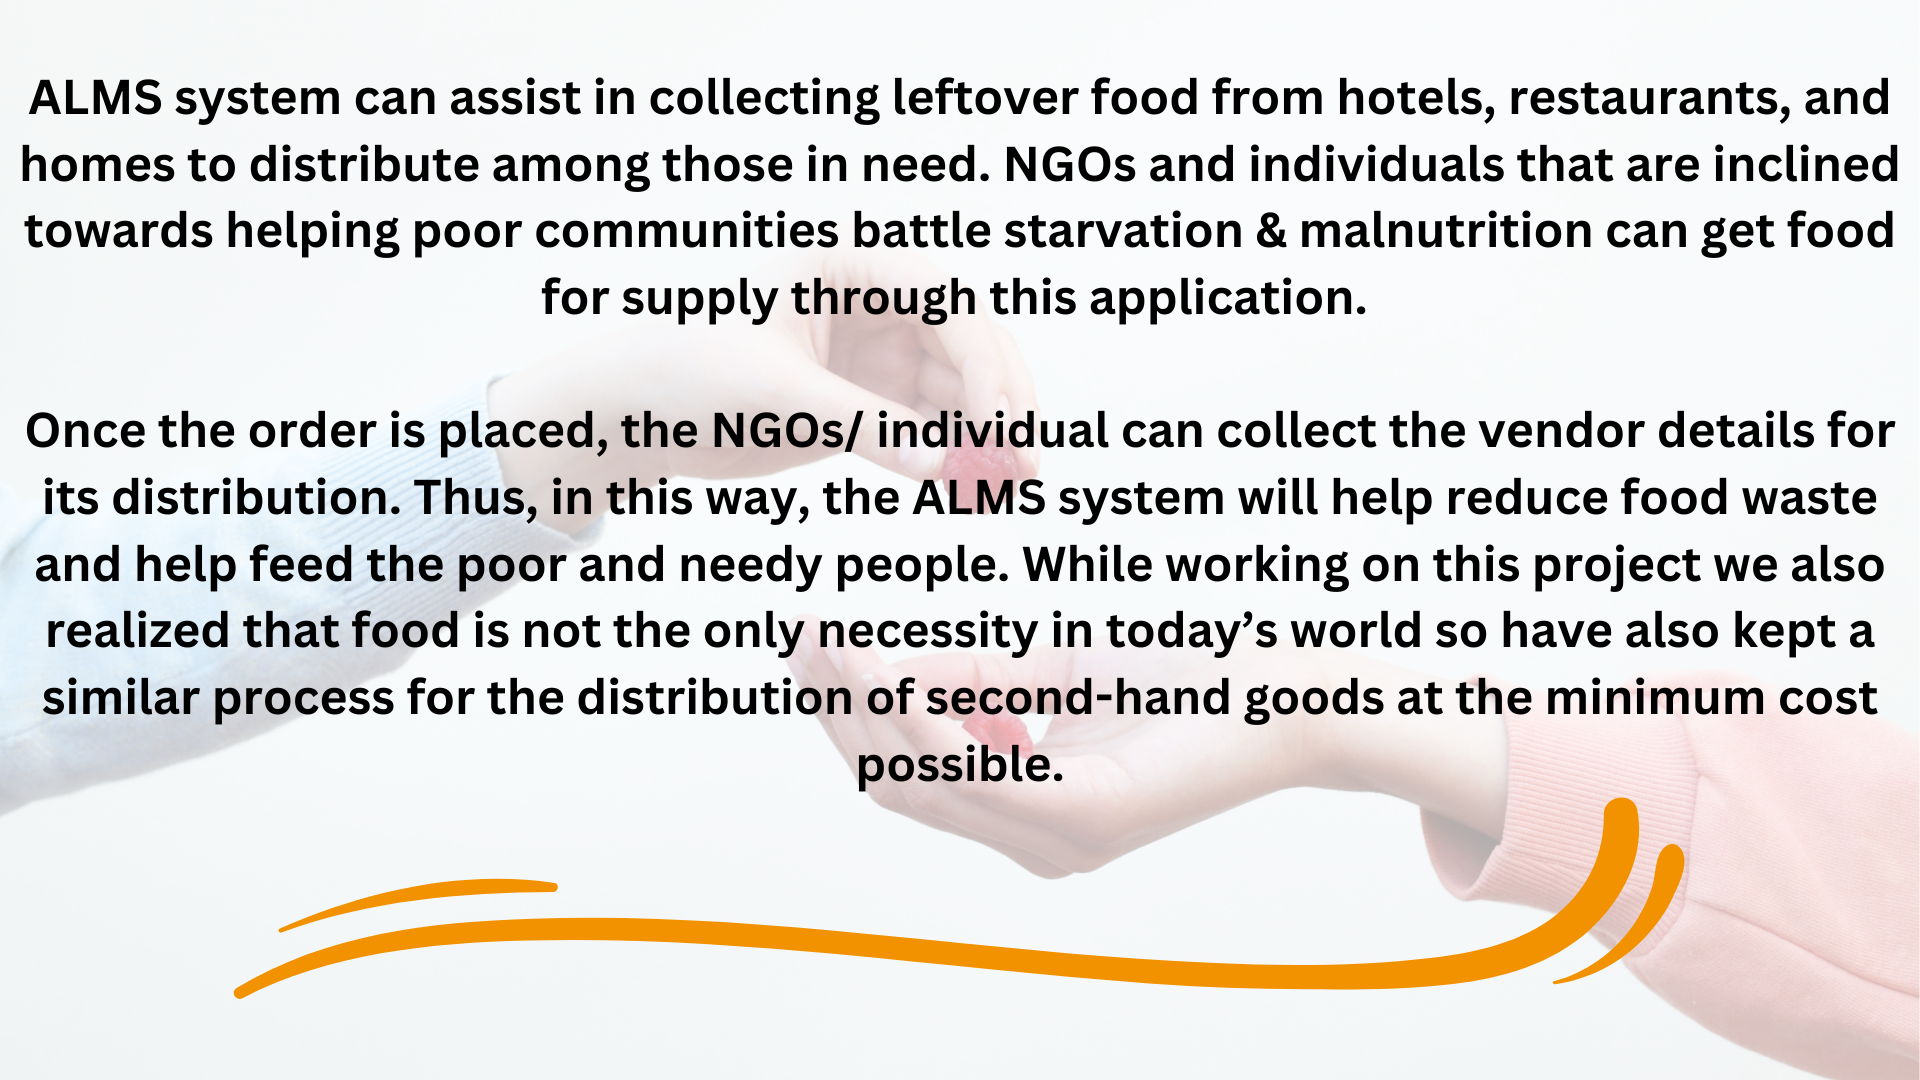 ALMS system can assist in collecting leftover food from hotels, restaurants, and
homes to distribute among those in need. NGOs and individuals that are inclined
towards helping poor communities battle starvation & malnutrition can get food
for supply through this application.
Once the order is placed, the NGOs/ individual can collect the vendor details for
its distribution. Thus, in this way, the ALMS system will help reduce food waste
and help feed the poor and needy people. While working on this project we also
realized that food is not the only necessity in today’s world so have also kept a
similar process for the distribution of second-hand goods at the minimum cost
possible.